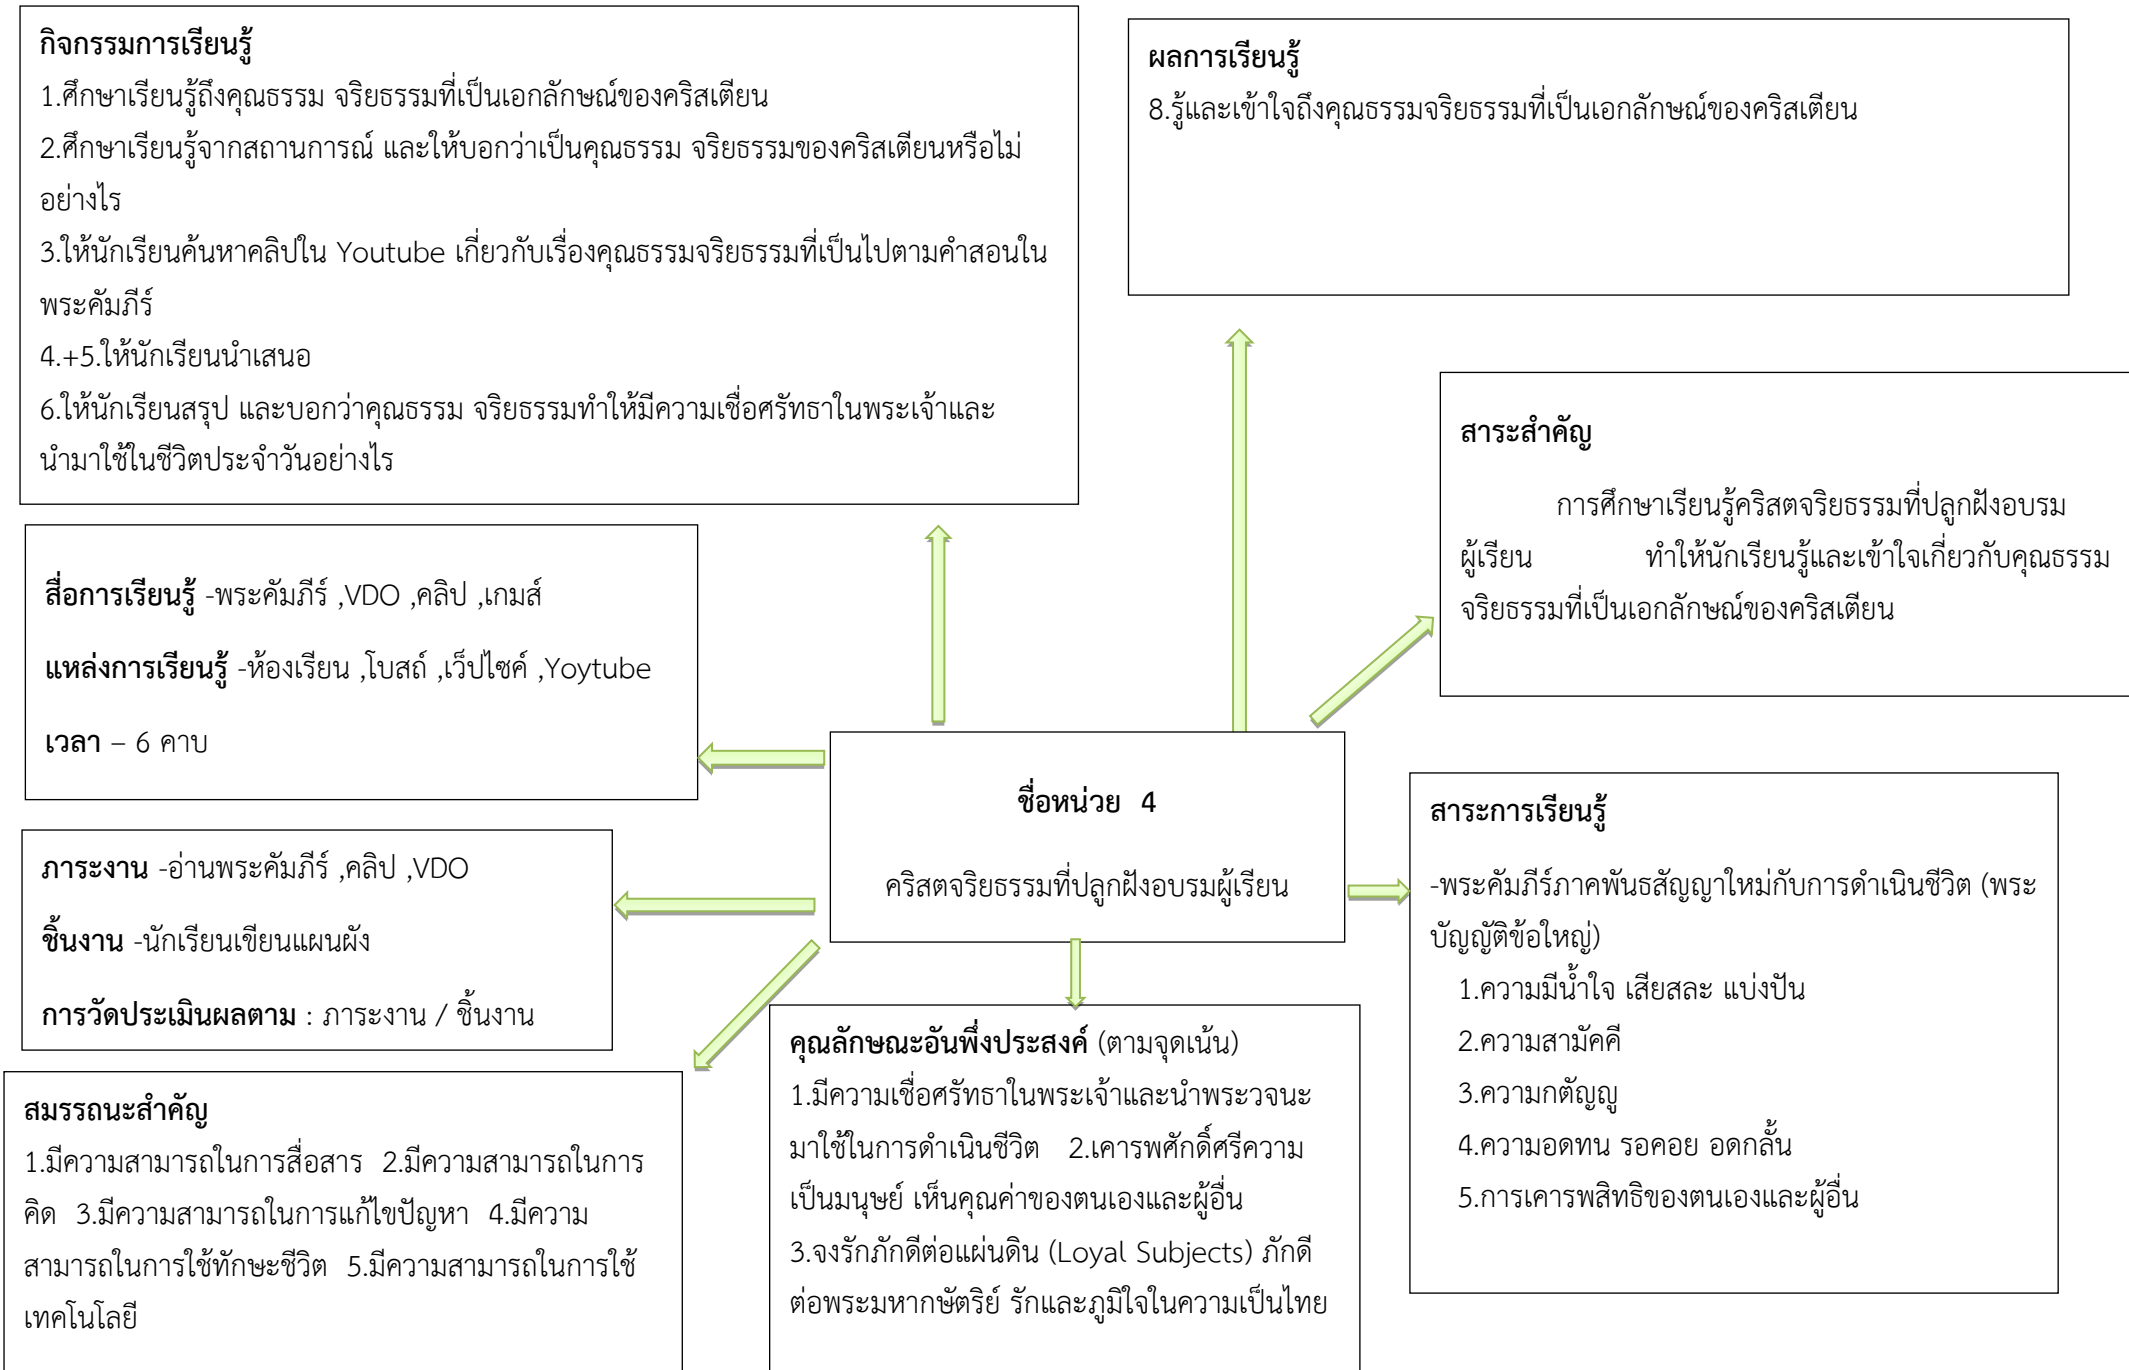 กิจกรรมการเรียนรู้
1.ศึกษาเรียนรู้ถึงคุณธรรม จริยธรรมที่เป็นเอกลักษณ์ของคริสเตียน
2.ศึกษาเรียนรู้จากสถานการณ์ และให้บอกว่าเป็นคุณธรรม จริยธรรมของคริสเตียนหรือไม่
อย่างไร
3.ให้นักเรียนค้นหาคลิปใน Youtube เกี่ยวกับเรื่องคุณธรรมจริยธรรมที่เป็นไปตามคำสอนใน
พระคัมภีร์
4.+5.ให้นักเรียนนำเสนอ
6.ให้นักเรียนสรุป และบอกว่าคุณธรรม จริยธรรมทำให้มีความเชื่อศรัทธาในพระเจ้าและ
นำมาใช้ในชีวิตประจำวันอย่างไร
ผลการเรียนรู้
8.รู้และเข้าใจถึงคุณธรรมจริยธรรมที่เป็นเอกลักษณ์ของคริสเตียน
สาระสำคัญ
การศึกษาเรียนรู้คริสตจริยธรรมที่ปลูกฝังอบรม
ผู้เรียน ทำให้นักเรียนรู้และเข้าใจเกี่ยวกับคุณธรรม
จริยธรรมที่เป็นเอกลักษณ์ของคริสเตียน
สื่อการเรียนรู้ -พระคัมภีร์ ,VDO ,คลิป ,เกมส์
แหล่งการเรียนรู้ -ห้องเรียน ,โบสถ์ ,เว็ปไซค์ ,Yoytube
เวลา – 6 คาบ
ชื่อหน่วย 4
คริสตจริยธรรมที่ปลูกฝังอบรมผู้เรียน
สาระการเรียนรู้
-พระคัมภีร์ภาคพันธสัญญาใหม่กับการดำเนินชีวิต (พระ
บัญญัติข้อใหญ่)
1.ความมีน้ำใจ เสียสละ แบ่งปัน
2.ความสามัคคี
3.ความกตัญญู
4.ความอดทน รอคอย อดกลั้น
5.การเคารพสิทธิของตนเองและผู้อื่น
ภาระงาน -อ่านพระคัมภีร์ ,คลิป ,VDO
ชิ้นงาน -นักเรียนเขียนแผนผัง
การวัดประเมินผลตาม : ภาระงาน / ชิ้นงาน
คุณลักษณะอันพึ่งประสงค์ (ตามจุดเน้น)
1.มีความเชื่อศรัทธาในพระเจ้าและนำพระวจนะ
มาใช้ในการดำเนินชีวิต 2.เคารพศักดิ์ศรีความ
เป็นมนุษย์ เห็นคุณค่าของตนเองและผู้อื่น
3.จงรักภักดีต่อแผ่นดิน (Loyal Subjects) ภักดี
ต่อพระมหากษัตริย์ รักและภูมิใจในความเป็นไทย
สมรรถนะสำคัญ
1.มีความสามารถในการสื่อสาร 2.มีความสามารถในการ
คิด 3.มีความสามารถในการแก้ไขปัญหา 4.มีความ
สามารถในการใช้ทักษะชีวิต 5.มีความสามารถในการใช้
เทคโนโลยี